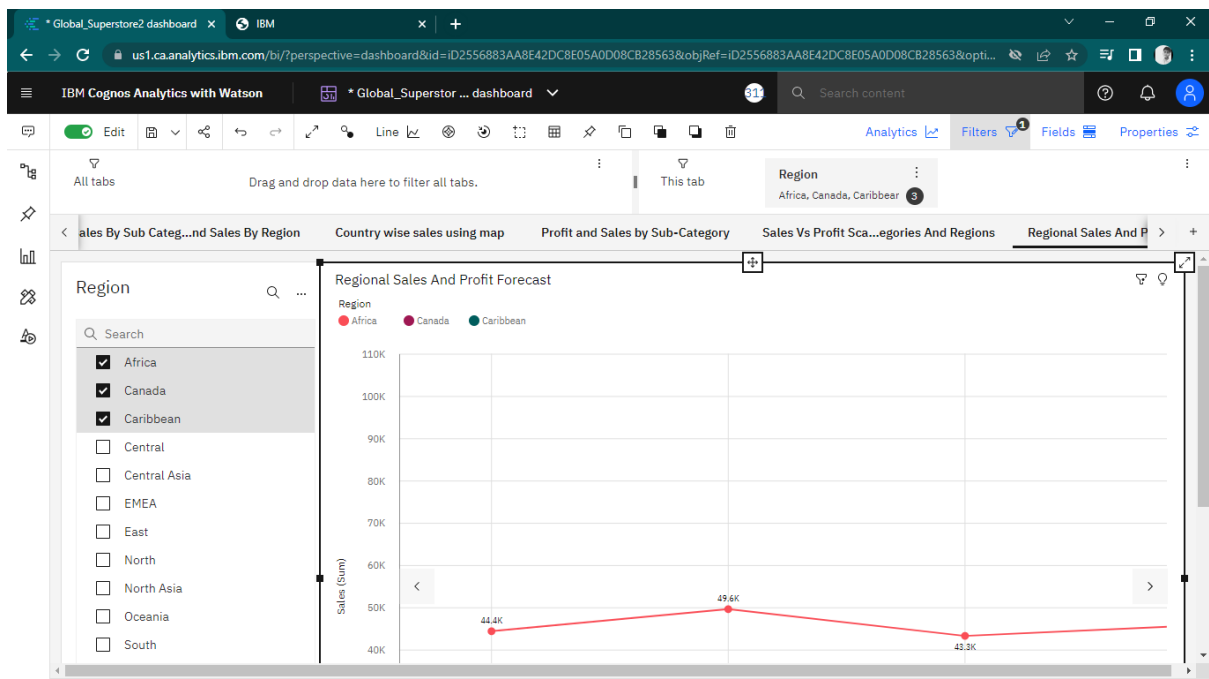 * Global_Superstore2 dashboard
IBM
us1.ca.analytics.ibm.com/bi/?perspective=dashboard&id=iD2556883AA8E42DC8E05A0D08CB28563&objRef=iD2556883AA8E42DC8E05A0D08CB28563&opti...
IBM Cognos Analytics with Watson
* Global_Superstor ... dashboard
313
Search content
Edit
Line
Analytics
Filters
1
Fields
Properties
All tabs
Drag and drop data here to filter all tabs.
This tab
Region
Africa, Canada, Caribbear
3
ales By Sub Categ...nd Sales By Region
Country wise sales using map
Profit and Sales by Sub-Category
Sales Vs Profit Sca...egories And Regions
Regional Sales And P
Region
Search
Africa
Canada
Caribbean
Central
Central Asia
EMEA
East
North
North Asia
Oceania
South
Regional Sales And Profit Forecast
Region
Africa
Canada
Caribbean
110K
100K
90K
80K
70K
60K
50K
40K
Sales (Sum)
44.4K
49.6K
43.3K